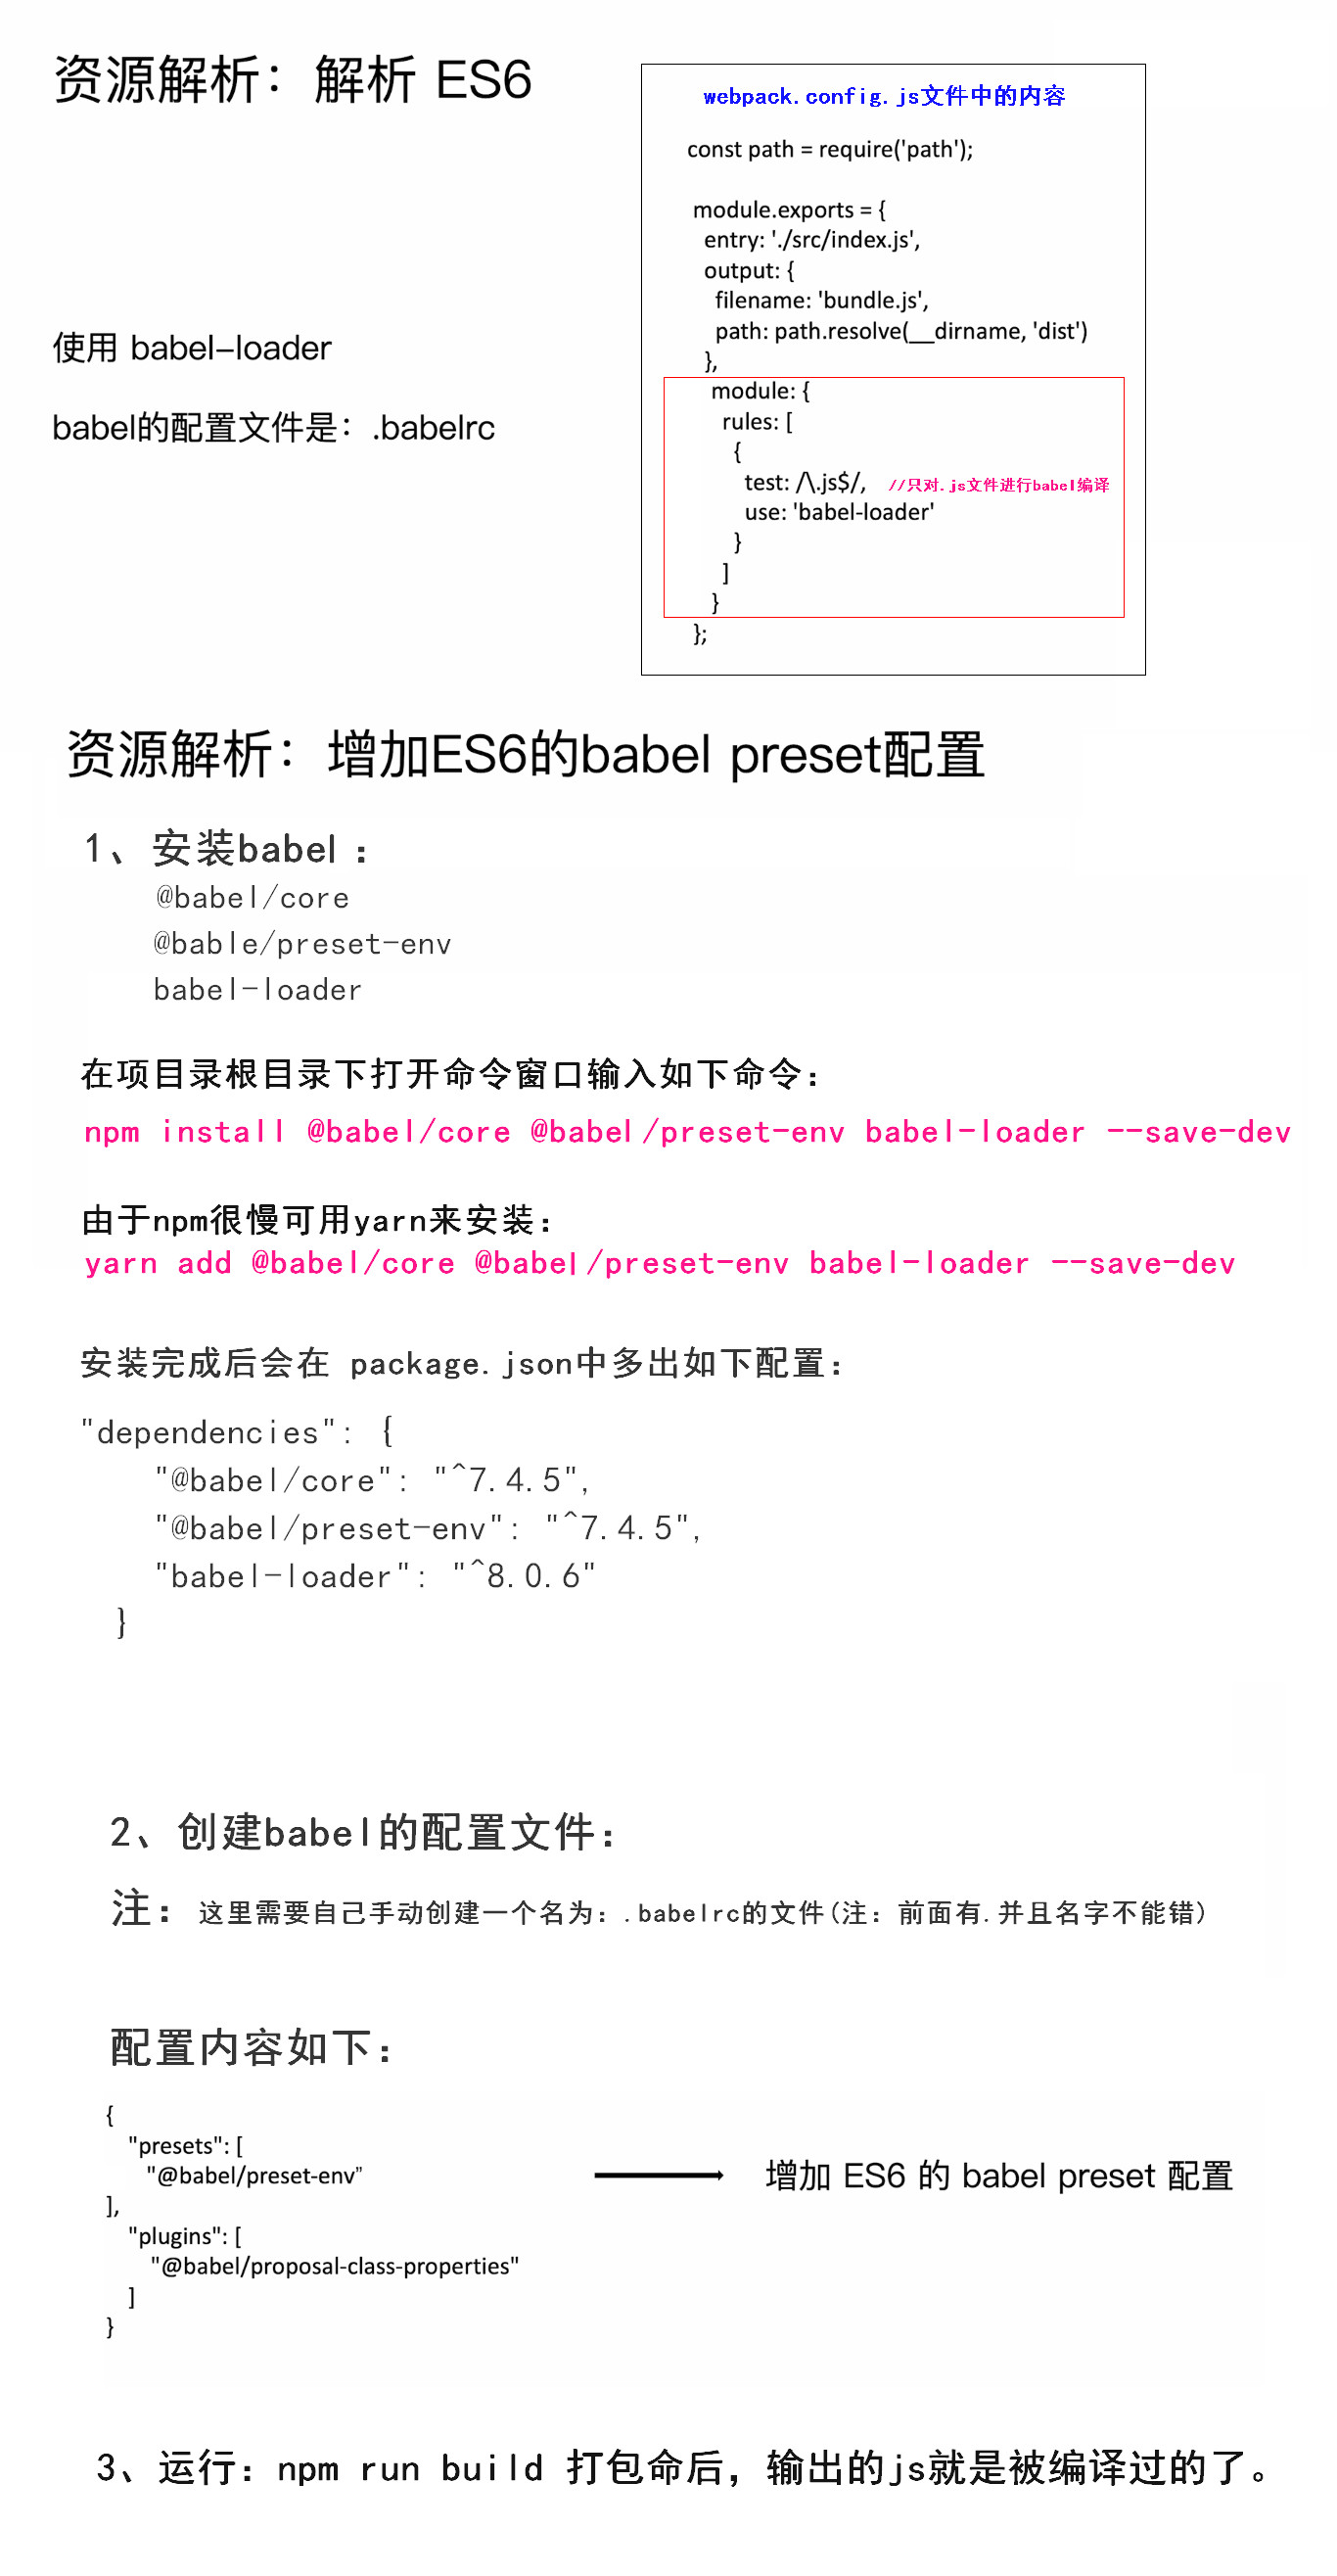 资源解析：解析 ES6
使用 babel-loader
babel的配置文件是：.babelrc
webpack.config.js文件中的内容
const path = require('path');
module.exports = {
entry: './src/index.js',
output: {
filename: 'bundle.js',
path: path.resolve(__dirname, 'dist')
},
module: {
rules: [
{
test: /\.js$/, //只对.js文件进行babel编译
use: 'babel-loader'
}
]
}
};
资源解析：增加ES6的babel preset配置
1、安装babel：
@babel/core
@bable/preset-env
babel-loader
在项目录根目录下打开命令窗口输入如下命令：
npm install @babel/core @babel/preset-env babel-loader --save-dev
由于npm很慢可用yarn来安装：
yarn add @babel/core @babel/preset-env babel-loader --save-dev
安装完成后会在 package.json中多出如下配置：
"dependencies": {
"@babel/core": "^7.4.5",
"@babel/preset-env": "^7.4.5",
"babel-loader": "^8.0.6"
}
2、创建babel的配置文件：
注：这里需要自己手动创建一个名为：.babelrc的文件(注：前面有.并且名字不能错)
配置内容如下：
{
"presets": [
"@babel/preset-env”
],
"plugins": [
"@babel/proposal-class-properties"
]
}
增加 ES6 的 babel preset 配置
3、运行：npm run build 打包命后，输出的js就是被编译过的了。